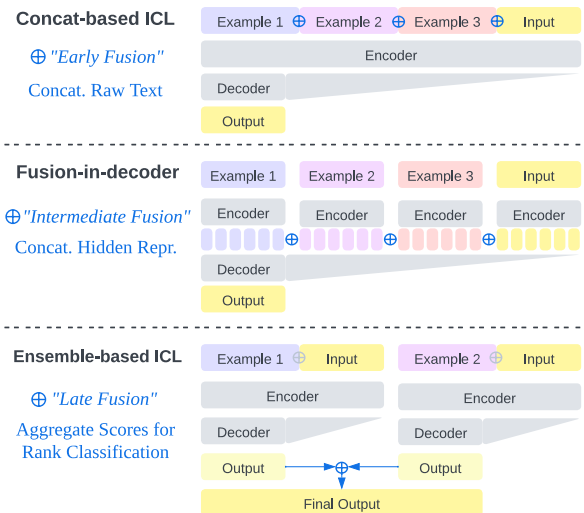 Concat-based ICL
Example 1 ⊕ Example 2 ⊕ Example 3 ⊕ Input
⊕ "Early Fusion"
Encoder
Concat. Raw Text
Decoder
Output
Fusion-in-decoder
Example 1 Example 2 Example 3 Input
⊕ "Intermediate Fusion"
Encoder Encoder Encoder Encoder
Concat. Hidden Repr.
⊕ ⊕ ⊕
Decoder
Output
Ensemble-based ICL
Example 1 ⊕ Input Example 2 ⊕ Input
⊕ "Late Fusion"
Encoder Encoder
Aggregate Scores for
Rank Classification
Decoder Decoder
Output ⊕ Output
Final Output